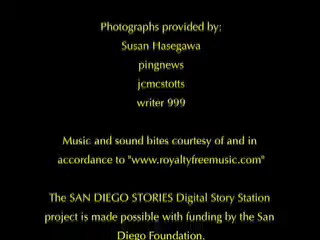 Photographs provided by:
Susan Hasegawa
pingnews
jcmcstotts
writer 999
Music and sound bites courtesy of and in
accordance to "www.royaltyfreemusic.com"
The SAN DIEGO STORIES Digital Story Station
project is made possible with funding by the San
Diego Foundation.